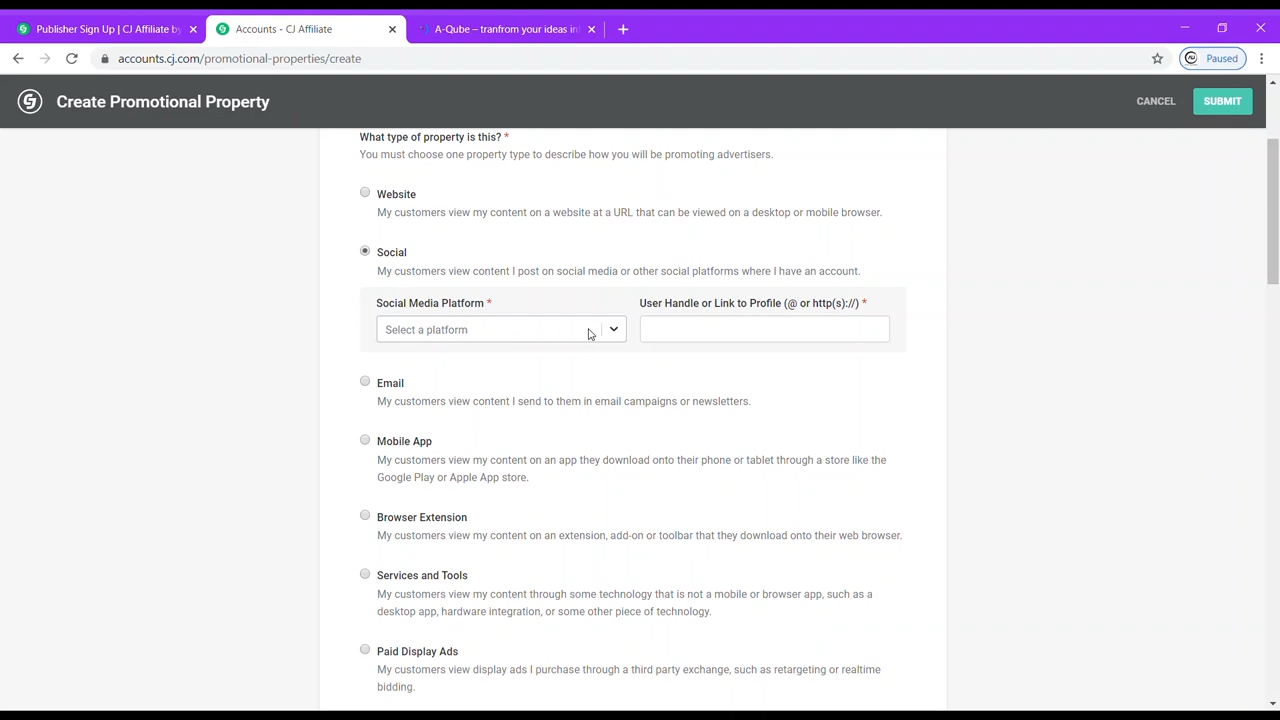 Publisher Sign Up | CJ Affiliate by
Accounts - CJ Affiliate
A-Qube – tranfrom your ideas in
accounts.cj.com/promotional-properties/create
Paused
Create Promotional Property
CANCEL
SUBMIT
What type of property is this? *
You must choose one property type to describe how you will be promoting advertisers.
Website
My customers view my content on a website at a URL that can be viewed on a desktop or mobile browser.
Social
My customers view content I post on social media or other social platforms where I have an account.
Social Media Platform *
User Handle or Link to Profile (@ or http(s)://) *
Select a platform
Email
My customers view content I send to them in email campaigns or newsletters.
Mobile App
My customers view my content on an app they download onto their phone or tablet through a store like the
Google Play or Apple App store.
Browser Extension
My customers view my content on an extension, add-on or toolbar that they download onto their web browser.
Services and Tools
My customers view my content through some technology that is not a mobile or browser app, such as a
desktop app, hardware integration, or some other piece of technology.
Paid Display Ads
My customers view display ads I purchase through a third party exchange, such as retargeting or realtime
bidding.